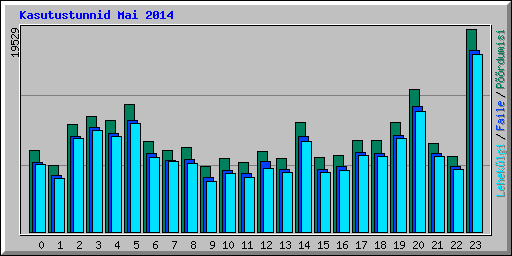 Kasutustunnid Mai 2014
19529
Lehekülgi / Faile / Pöördumisi
0 1 2 3 4 5 6 7 8 9 10 11 12 13 14 15 16 17 18 19 20 21 22 23